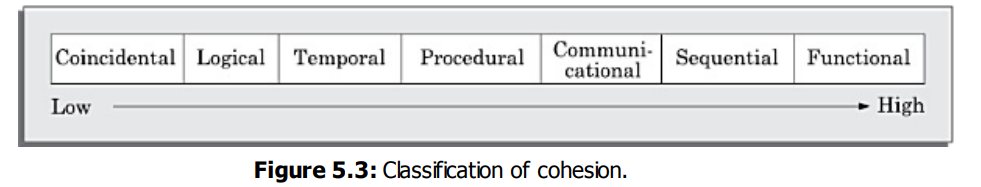 Coincidental Logical Temporal Procedural Communi-
cational Sequential Functional
Low High
Figure 5.3: Classification of cohesion.